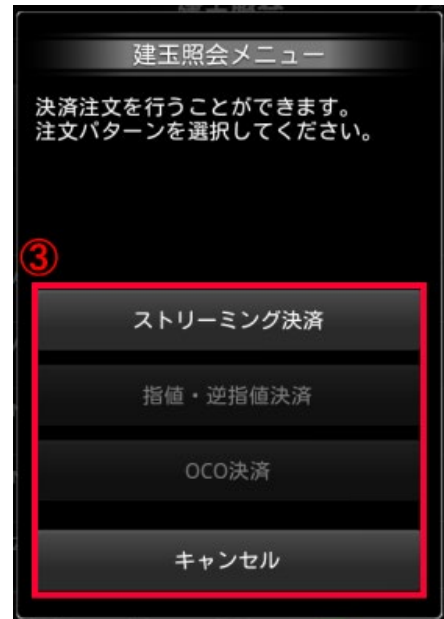 建玉照会メニュー
決済注文を行うことができます。
注文パターンを選択してください。
③
ストリーミング決済
指値・逆指値決済
OCO決済
キャンセル